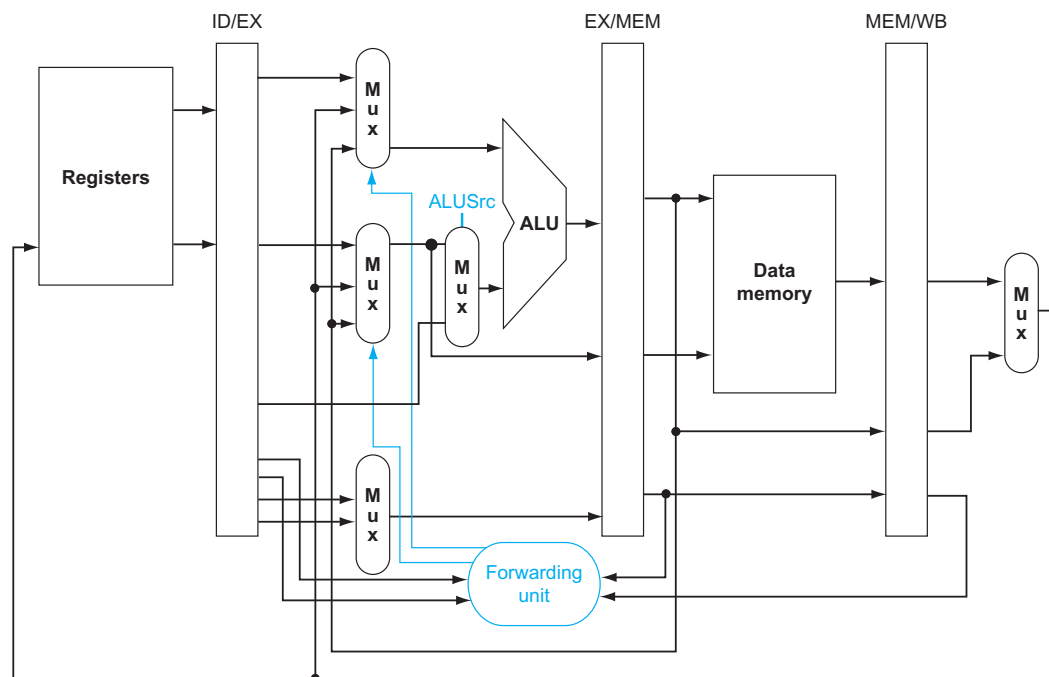 ID/EX
EX/MEM
MEM/WB
M
u
x
Registers
ALUSrc
ALU
M
u
x
M
u
x
Data
memory
M
u
x
M
u
x
Forwarding
unit